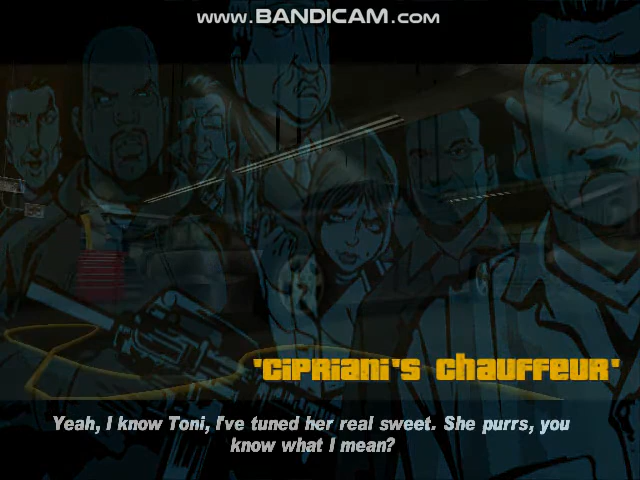 www.BANDICAM.com
'Cipriani's Chauffeur'
Yeah, I know Toni, I've tuned her real sweet. She purrs, you
know what I mean?